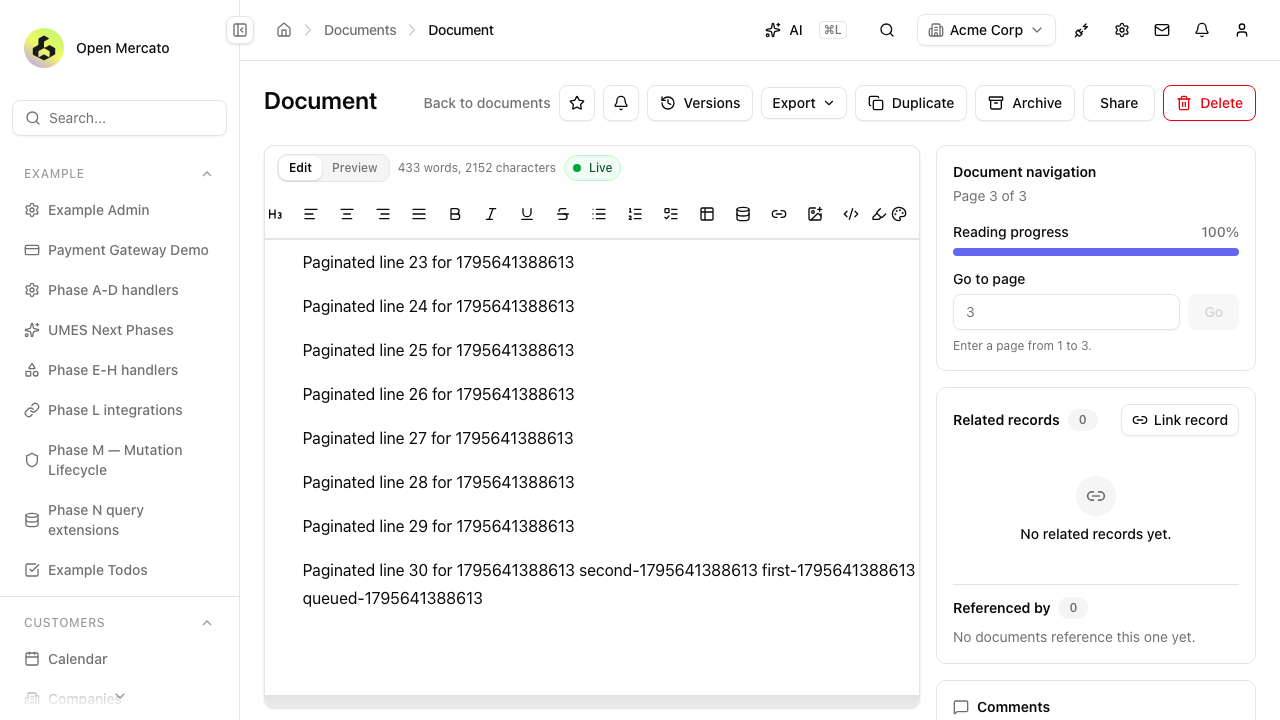 Open Mercato
Documents
Document
AI
⌘L
Acme Corp
Search...
EXAMPLE
Example Admin
Payment Gateway Demo
Phase A-D handlers
UMES Next Phases
Phase E-H handlers
Phase L integrations
Phase M — Mutation
Lifecycle
Phase N query
extensions
Example Todos
CUSTOMERS
Calendar
Companies
Document
Back to documents
Versions
Export
Duplicate
Archive
Share
Delete
Edit
Preview
433 words, 2152 characters
Live
H3
Paginated line 23 for 1795641388613
Paginated line 24 for 1795641388613
Paginated line 25 for 1795641388613
Paginated line 26 for 1795641388613
Paginated line 27 for 1795641388613
Paginated line 28 for 1795641388613
Paginated line 29 for 1795641388613
Paginated line 30 for 1795641388613 second-1795641388613 first-1795641388613
queued-1795641388613
Document navigation
Page 3 of 3
Reading progress
100%
Go to page
3
Go
Enter a page from 1 to 3.
Related records
0
Link record
No related records yet.
Referenced by
0
No documents reference this one yet.
Comments